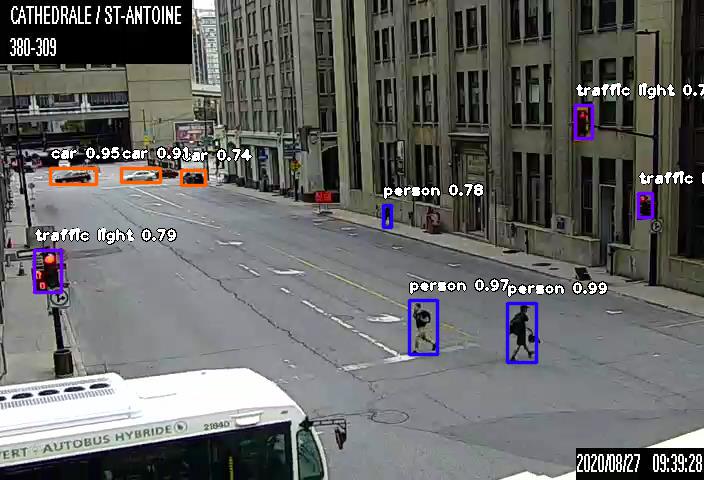 CATHEDRALE / ST-ANTOINE
380-309
traffic light 0.7
car 0.95
car 0.91
car 0.74
person 0.78
traffic l
traffic light 0.79
person 0.97
person 0.99
VERT - AUTOBUS HYBRIDE
21940
2020/08/27 09:39:28